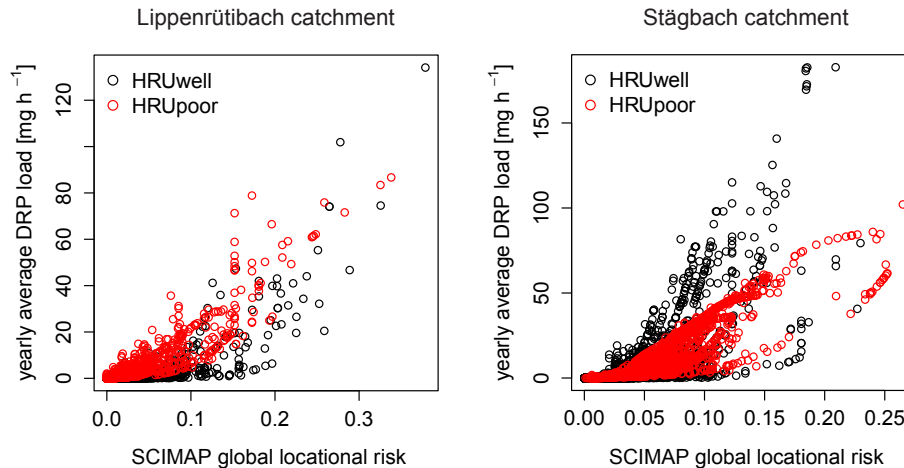 Lippenrütibach catchment
yearly average DRP load [mg h⁻¹]
120
80
60
40
20
0
HRUwell
HRUpoor
0.0 0.1 0.2 0.3
SCIMAP global locational risk
Stägbach catchment
yearly average DRP load [mg h⁻¹]
150
100
50
0
HRUwell
HRUpoor
0.00 0.05 0.10 0.15 0.20 0.25
SCIMAP global locational risk